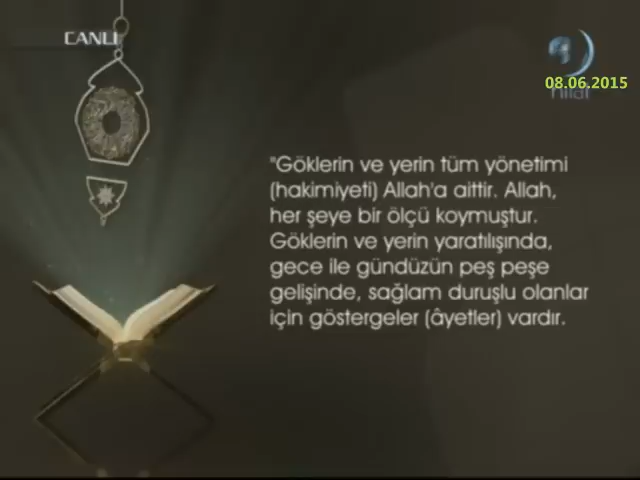 CANLI
08.06.2015
hilal
"Göklerin ve yerin tüm yönetimi
(hakimiyeti) Allah'a aittir. Allah,
her şeye bir ölçü koymuştur.
Göklerin ve yerin yaratılışında,
gece ile gündüzün peş peşe
gelişinde, sağlam duruşlu olanlar
için göstergeler (âyetler) vardır.